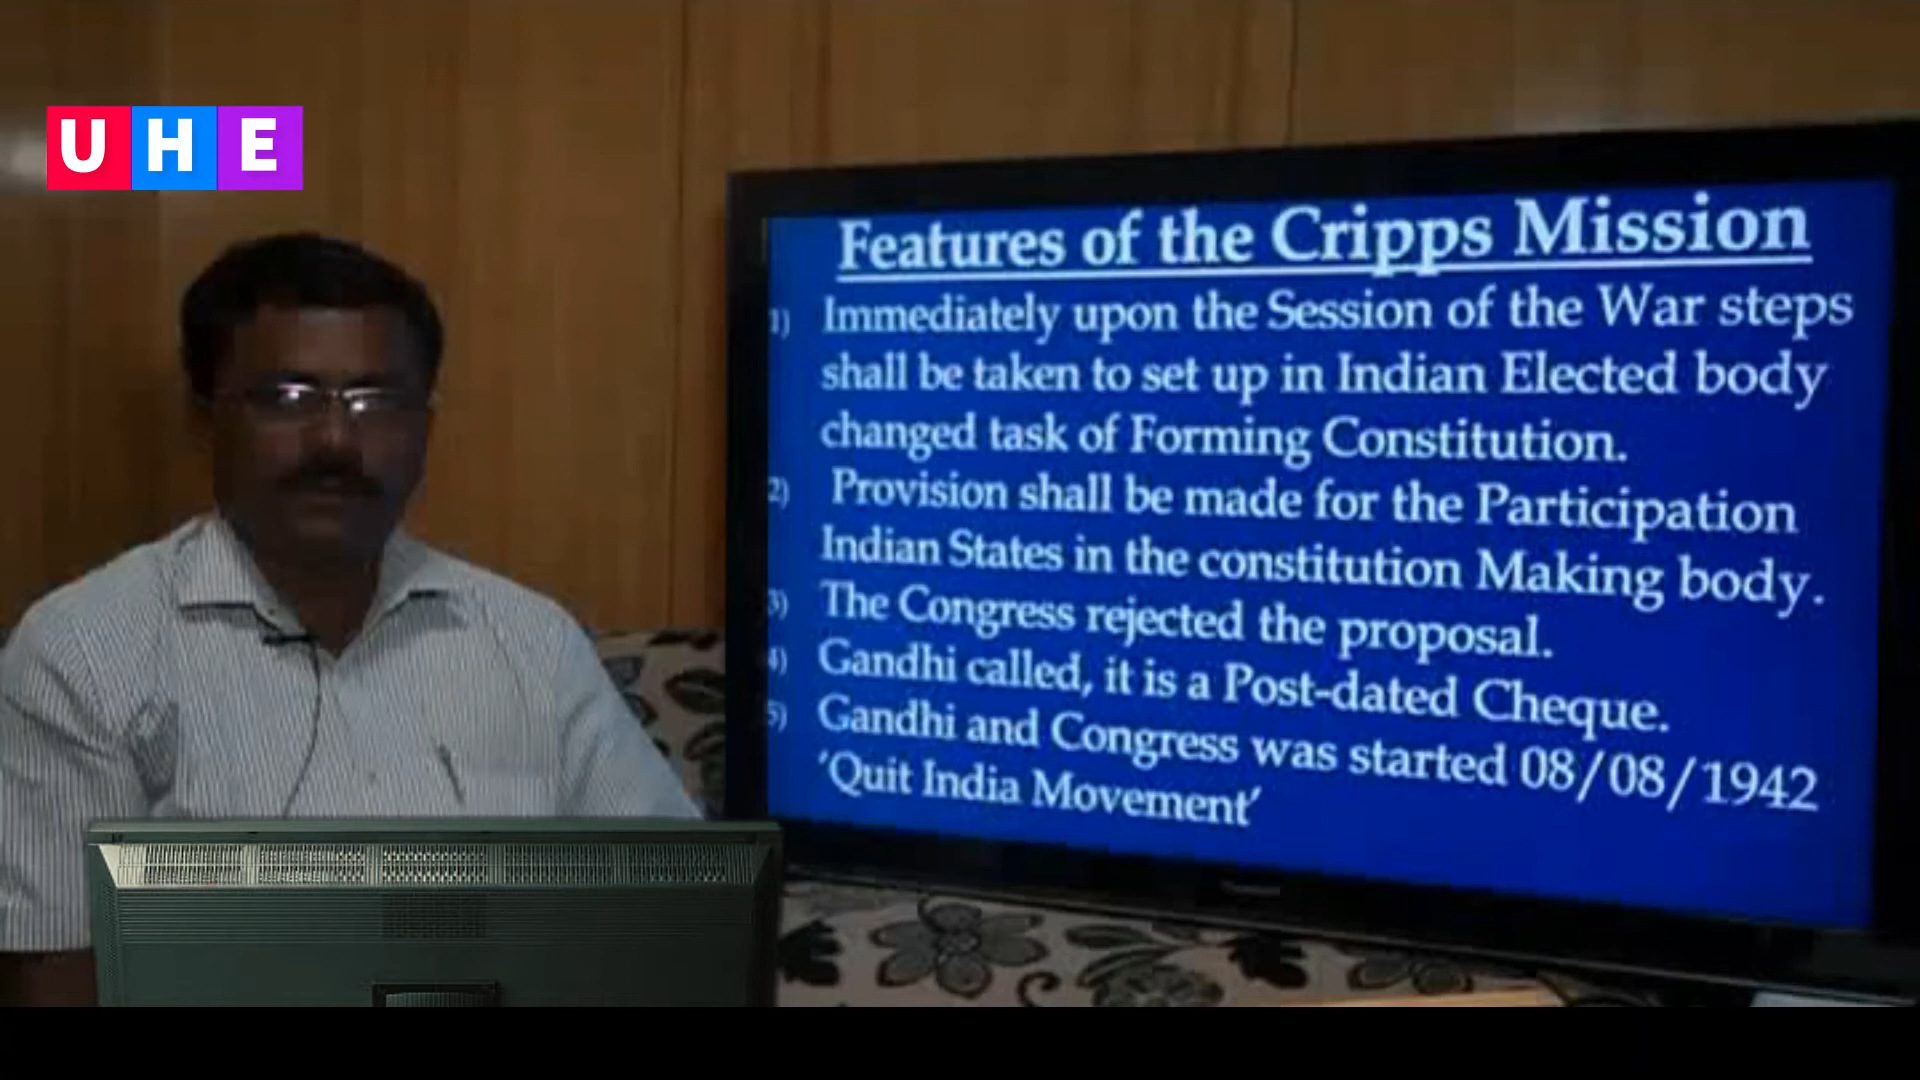 UHE
Features of the Cripps Mission
1) Immediately upon the Session of the War steps
shall be taken to set up in Indian Elected body
changed task of Forming Constitution.
2) Provision shall be made for the Participation
Indian States in the constitution Making body.
3) The Congress rejected the proposal.
4) Gandhi called, it is a Post-dated Cheque.
5) Gandhi and Congress was started 08/08/1942
'Quit India Movement'